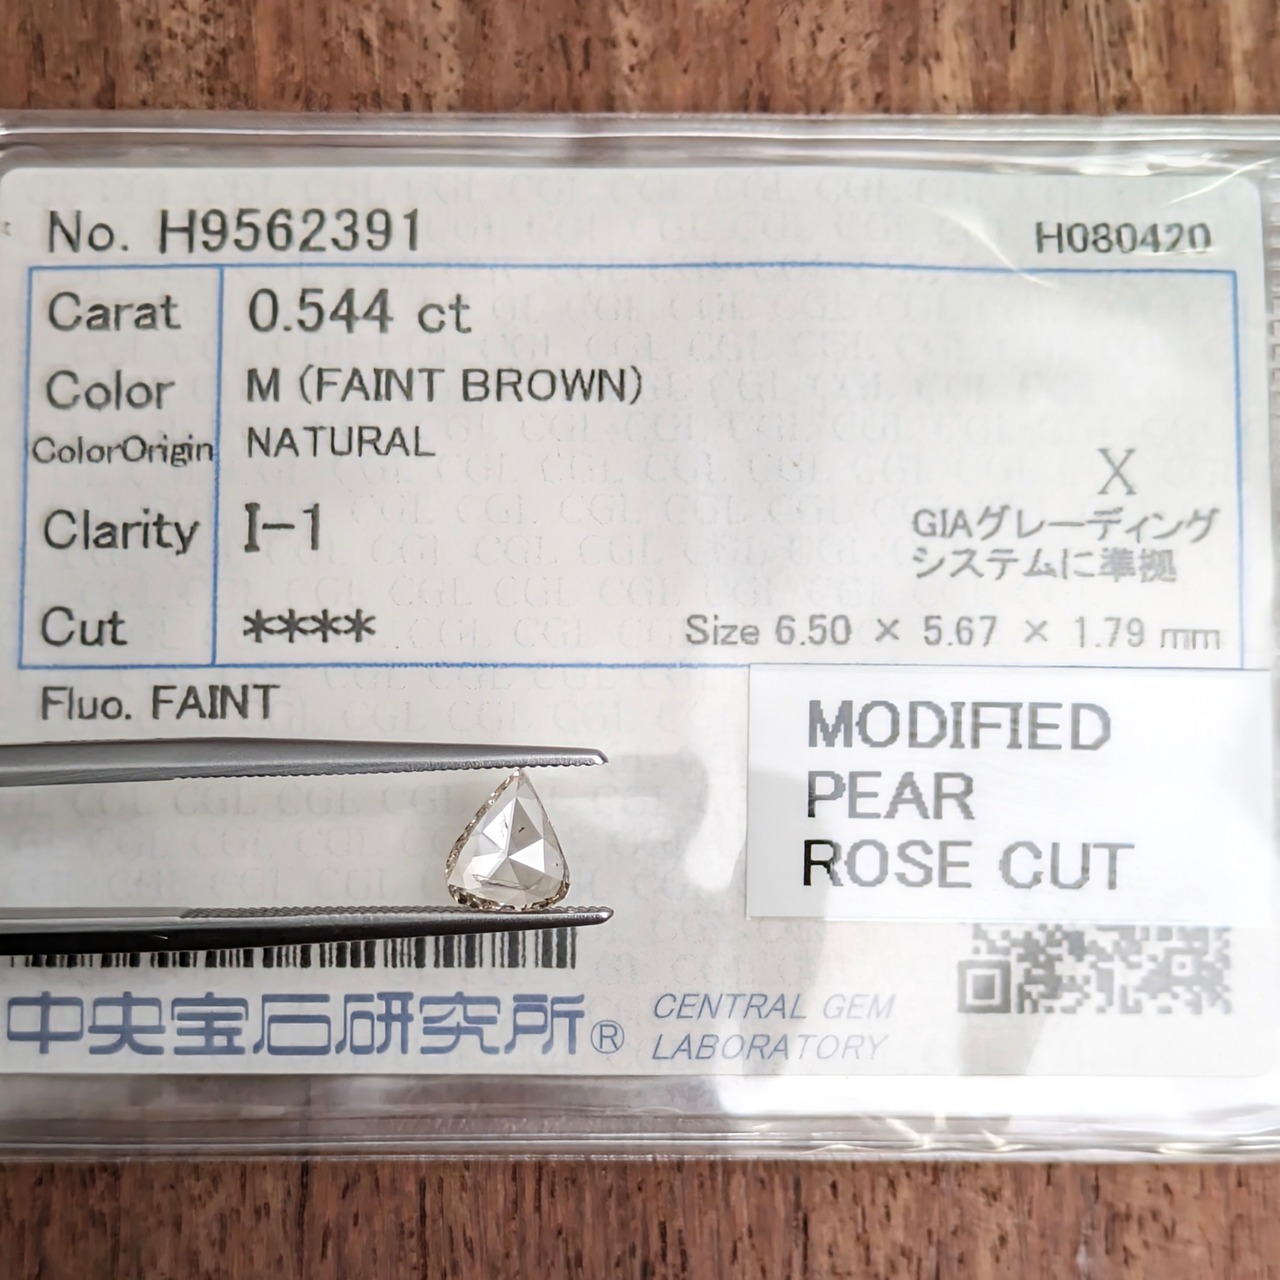 No. H9562391
H080420
Carat 0.544 ct
Color M (FAINT BROWN)
ColorOrigin NATURAL
Clarity I-1
X
GIAグレーディング
システムに準拠
Cut ****
Size 6.50 × 5.67 × 1.79 mm
Fluo. FAINT
MODIFIED
PEAR
ROSE CUT
中央宝石研究所®
CENTRAL GEM
LABORATORY